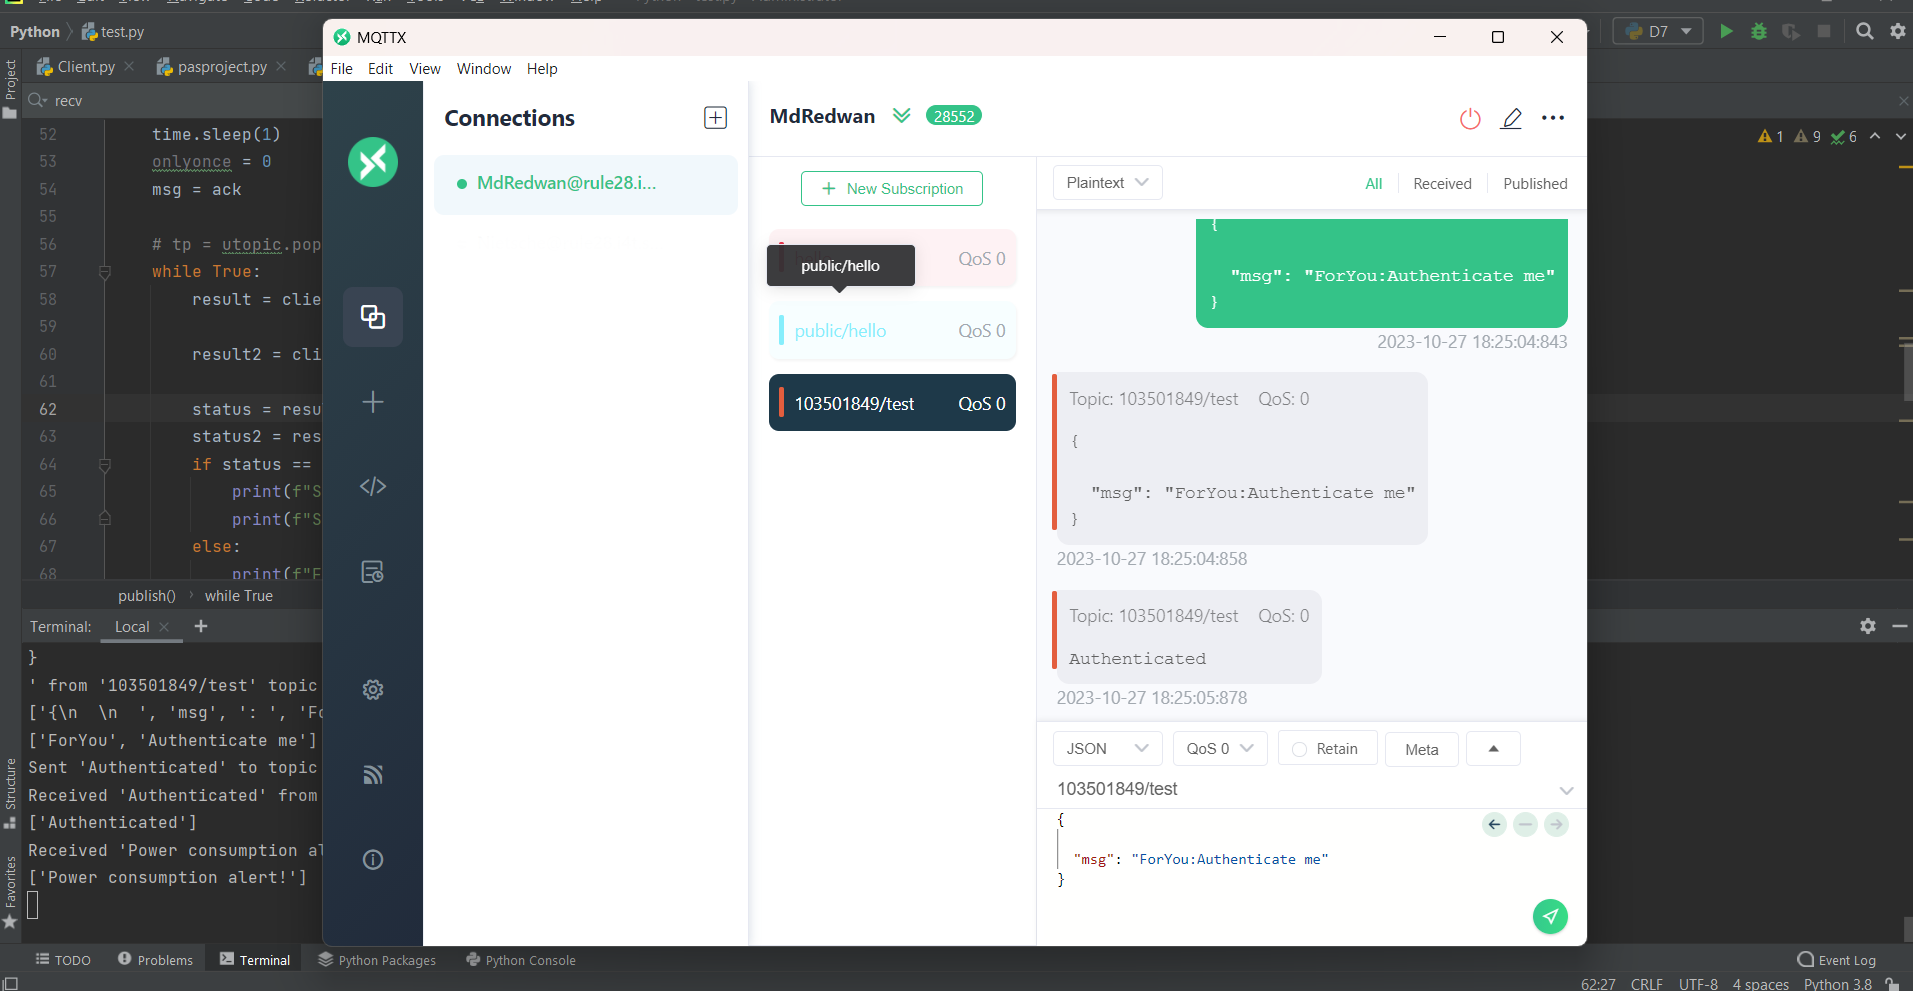 Python
test.py
D7
Client.py
pasproject.py
recv
1
9
6
Project
52 time.sleep(1)
53 onlyonce = 0
54 msg = ack
55
56 # tp = utopic.pop
57 while True:
58 result = clie
59
60 result2 = cli
61
62 status = resu
63 status2 = res
64 if status ==
65 print(f"S
66 print(f"S
67 else:
68 print(f"F
publish()
while True
Terminal:
Local
}
' from '103501849/test' topic
['{\n \n ', 'msg', ': ', 'Fo
['ForYou', 'Authenticate me']
Sent 'Authenticated' to topic
Received 'Authenticated' from
['Authenticated']
Received 'Power consumption al
['Power consumption alert!']
Structure
Favorites
MQTTX
File
Edit
View
Window
Help
Connections
MdRedwan@rule28.i...
MdRedwan
28552
New Subscription
QoS 0
public/hello
public/hello
QoS 0
103501849/test
QoS 0
Plaintext
All
Received
Published
{
"msg": "ForYou:Authenticate me"
}
2023-10-27 18:25:04:843
Topic: 103501849/test QoS: 0
{
"msg": "ForYou:Authenticate me"
}
2023-10-27 18:25:04:858
Topic: 103501849/test QoS: 0
Authenticated
2023-10-27 18:25:05:878
JSON
QoS 0
Retain
Meta
103501849/test
{
"msg": "ForYou:Authenticate me"
}
TODO
Problems
Terminal
Python Packages
Python Console
Event Log
62:27
CRLF
UTF-8
4 spaces
Python 3.8